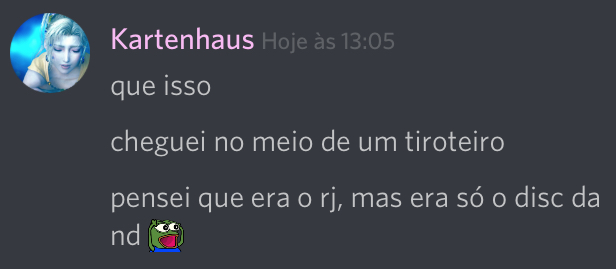 Kartenhaus Hoje às 13:05
que isso
cheguei no meio de um tiroteiro
pensei que era o rj, mas era só o disc da
nd